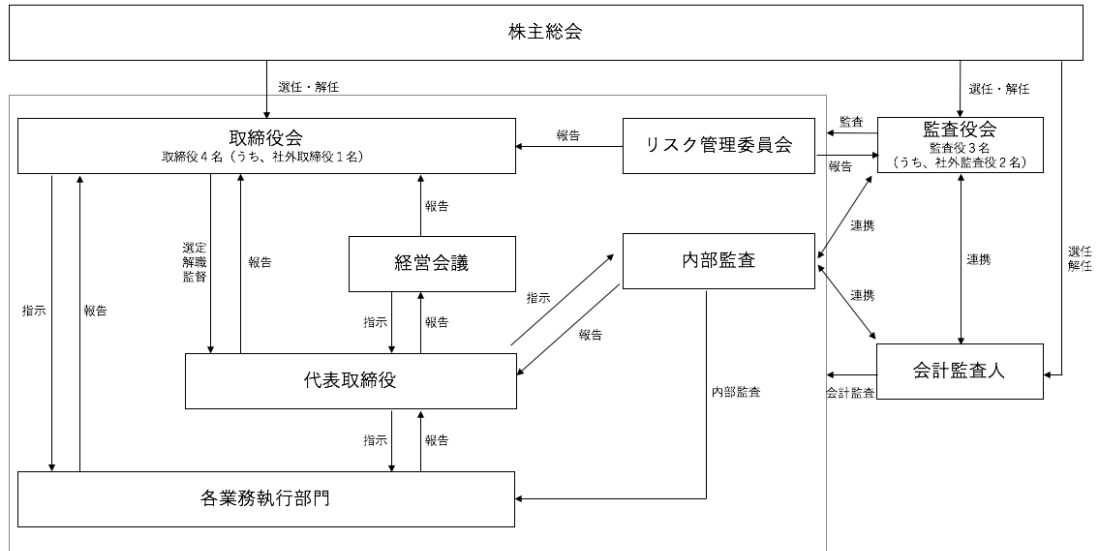 株主総会
選任・解任
選任・解任
取締役会
取締役4名（うち、社外取締役1名）
報告
リスク管理委員会
監査
報告
監査役会
監査役3名
（うち、社外監査役2名）
選任
解任
指示
報告
選定
解職
監督
報告
報告
経営会議
指示
報告
指示
報告
内部監査
連携
連携
連携
代表取締役
会計監査人
会計監査
内部監査
指示
報告
各業務執行部門